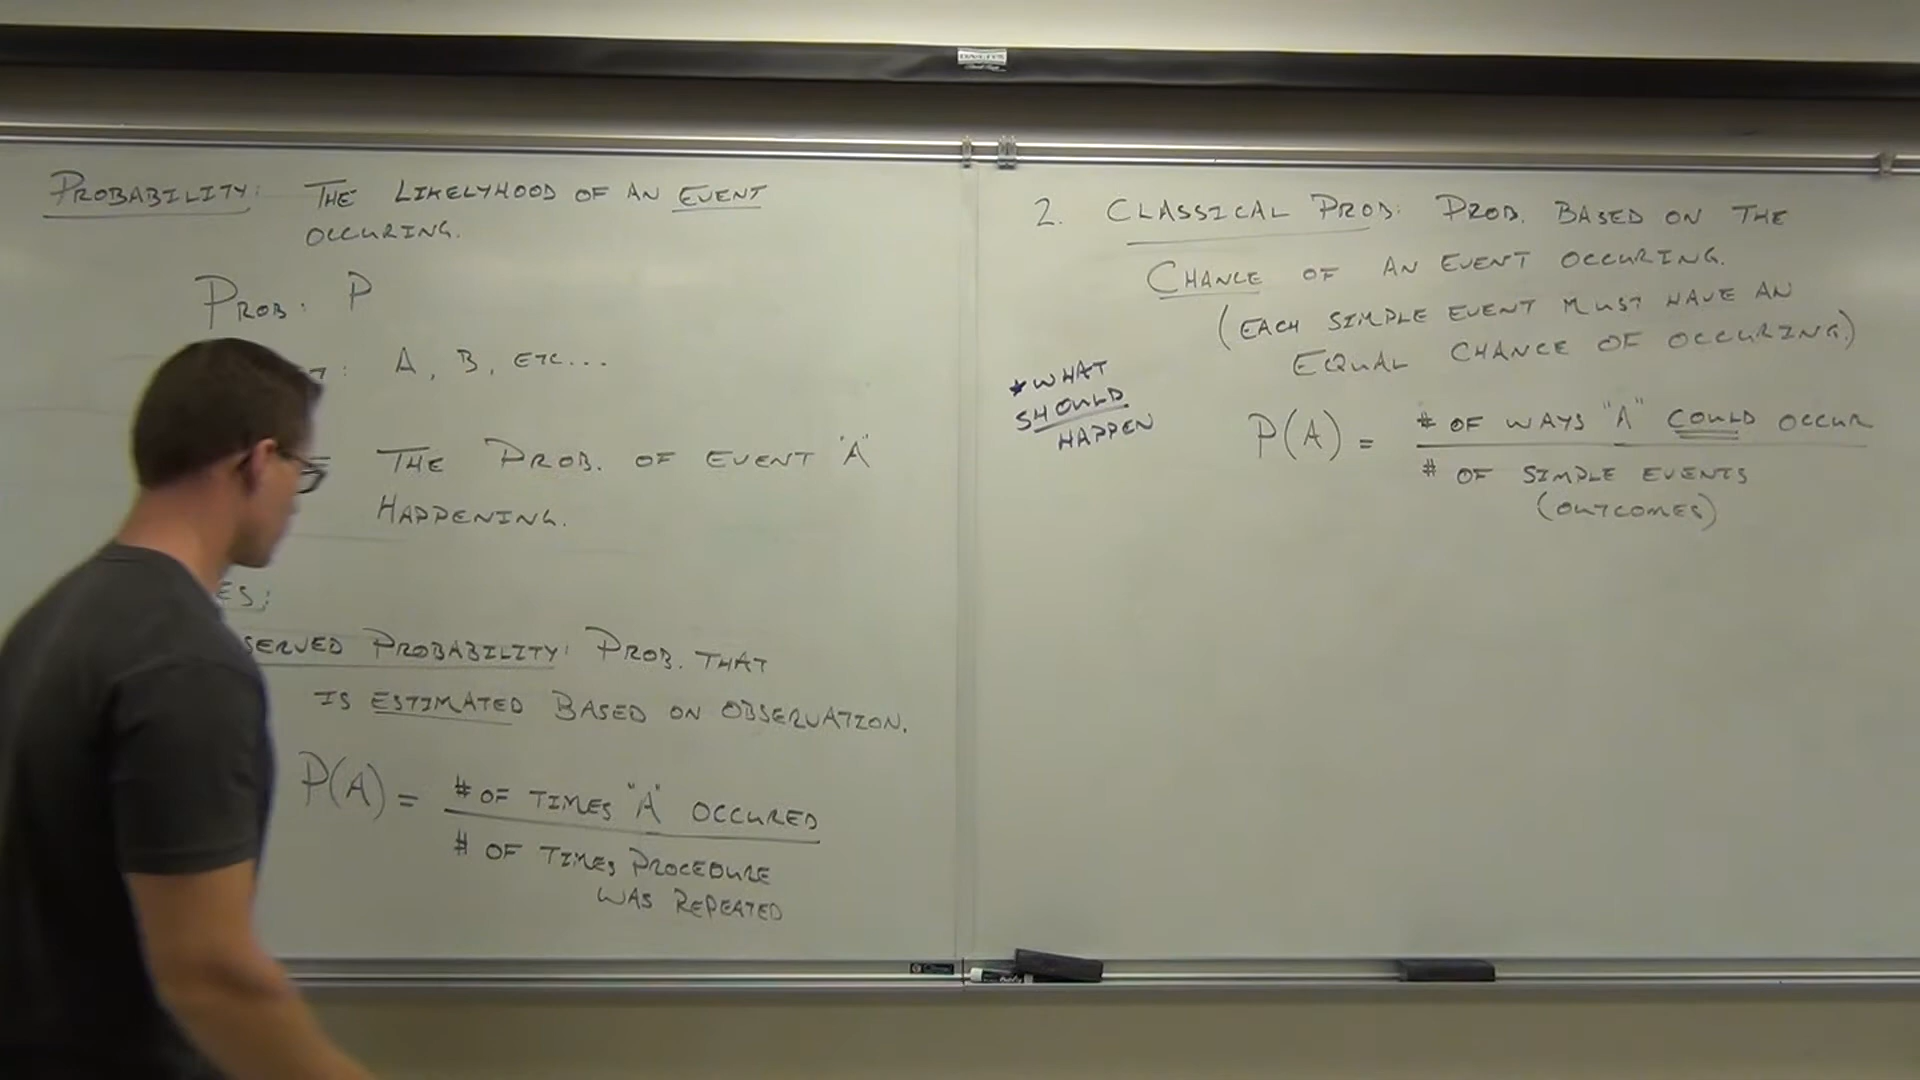 PROBABILITY: THE LIKELYHOOD OF AN EVENT
OCCURING.
PROB: P
: A, B, ETC...
THE PROB. OF EVENT "A"
HAPPENING.
ES:
SERVED PROBABILITY: PROB. THAT
IS ESTIMATED BASED ON OBSERVATION.
P(A) = # OF TIMES "A" OCCURED
# OF TIMES PROCEDURE
WAS REPEATED
2. CLASSICAL PROB: PROB. BASED ON THE
CHANCE OF AN EVENT OCCURING.
(EACH SIMPLE EVENT MUST HAVE AN
EQUAL CHANCE OF OCCURING.)
*WHAT
SHOULD
HAPPEN
P(A) = # OF WAYS "A" COULD OCCUR
# OF SIMPLE EVENTS
(OUTCOMES)